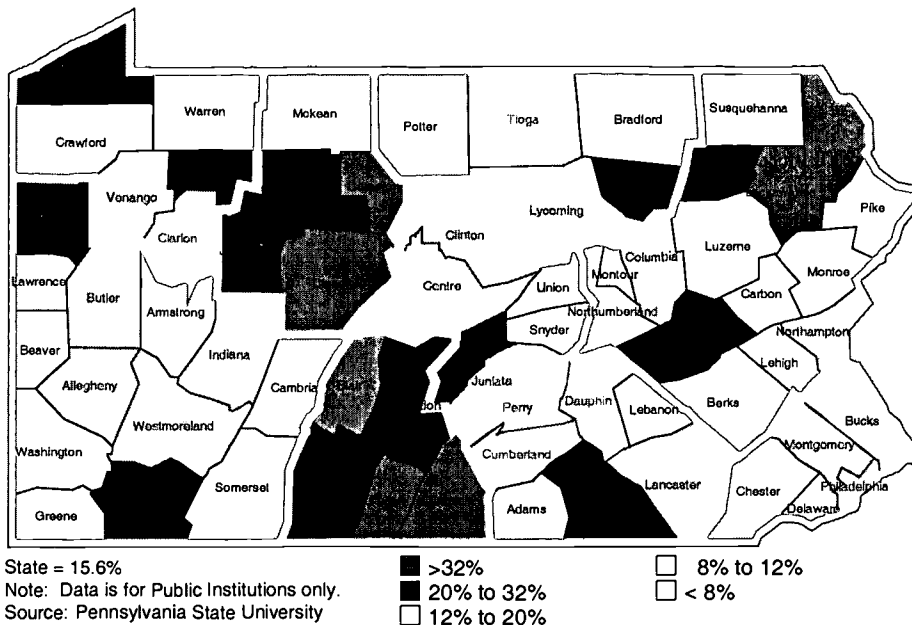 Warren
Mckean
Potter
Tioga
Bradford
Susquehanna
Crawford
Venango
Lycoming
Pike
Clarion
Clinton
Columbia
Luzerne
Lawrence
Butler
Centre
Union
Montour
Monroe
Armstrong
Carbon
Northumberland
Snyder
Northampton
Beaver
Indiana
Lehigh
Allegheny
Cambria
Juniata
Perry
Dauphin
Lebanon
Berks
Westmoreland
Bucks
Washington
Cumberland
Montgomery
Somerset
Lancaster
Chester
Philadelphia
Greene
Adams
Delaware
State = 15.6%
Note: Data is for Public Institutions only.
Source: Pennsylvania State University
>32%
20% to 32%
12% to 20%
8% to 12%
< 8%